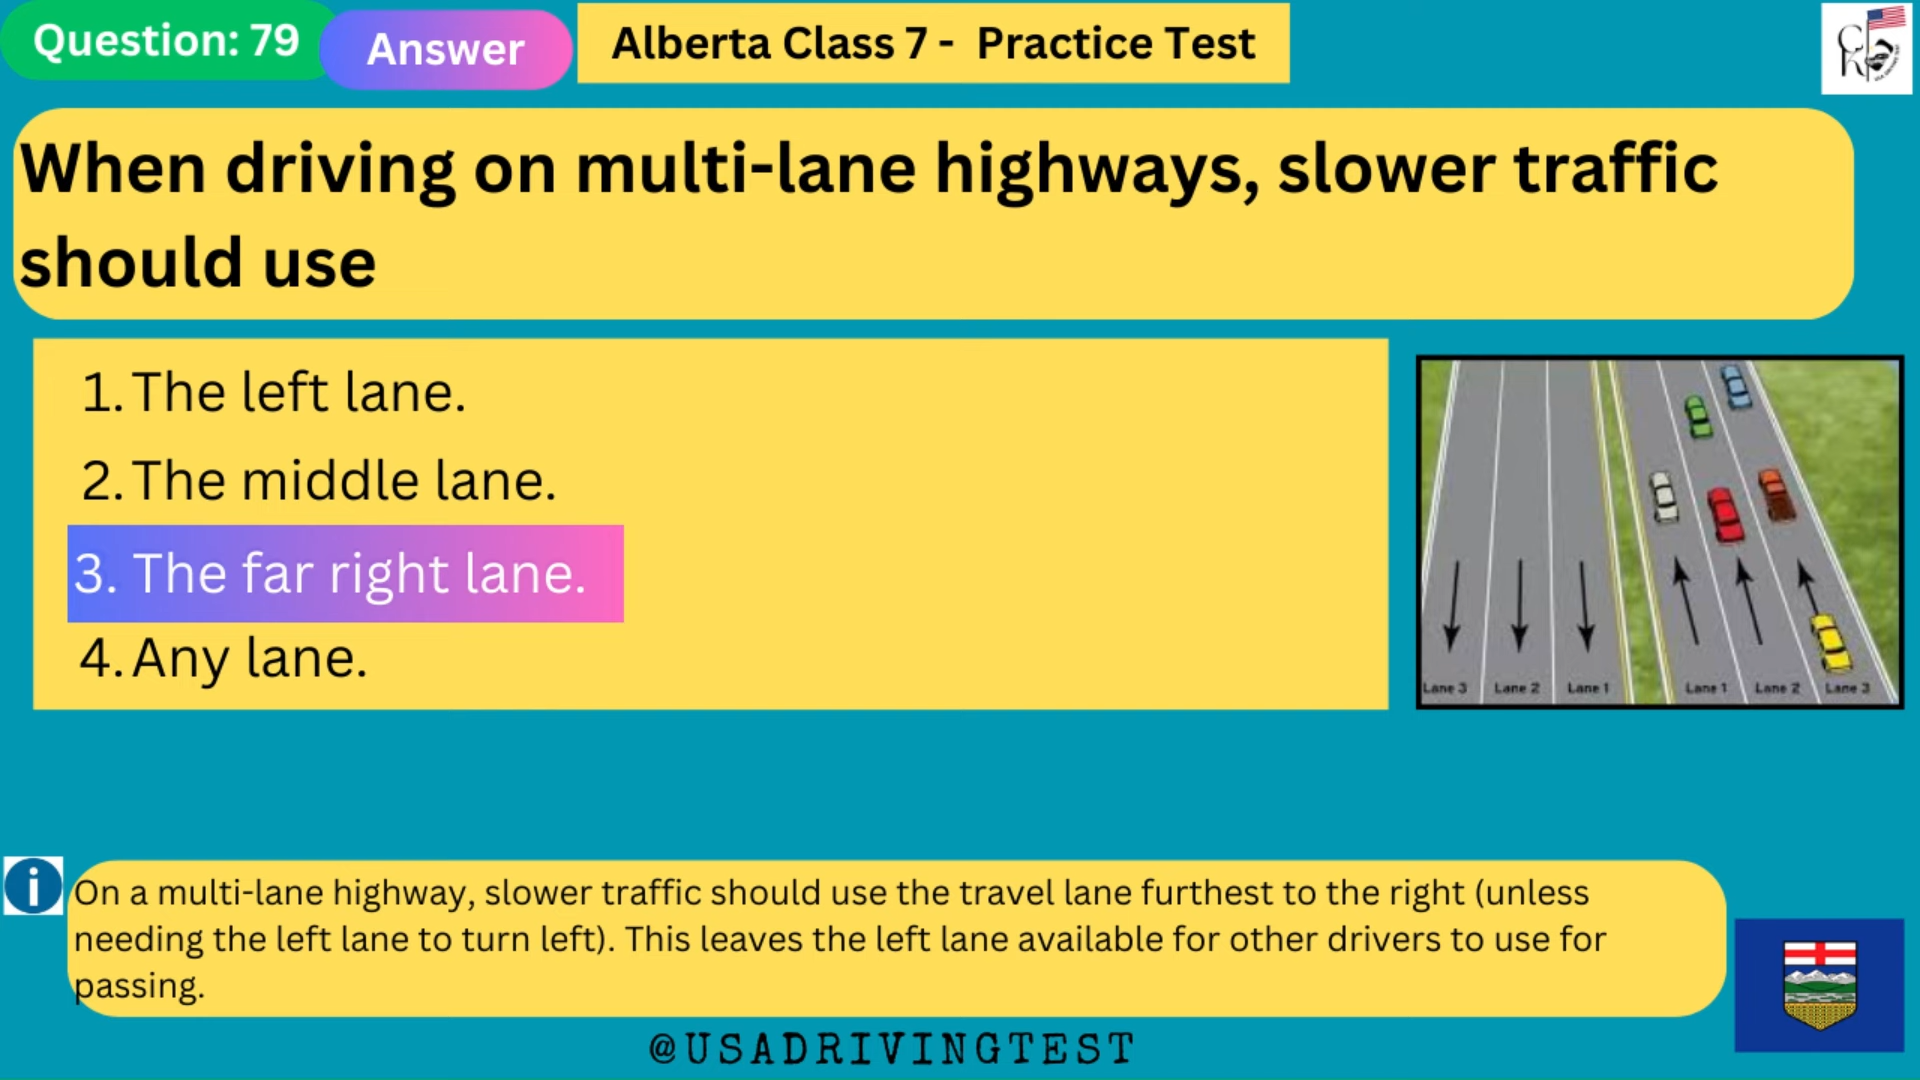 Question: 79
Answer
Alberta Class 7 - Practice Test
When driving on multi-lane highways, slower traffic
should use
1. The left lane.
2. The middle lane.
3. The far right lane.
4. Any lane.
Lane 3 Lane 2 Lane 1 Lane 1 Lane 2 Lane 3
i
On a multi-lane highway, slower traffic should use the travel lane furthest to the right (unless
needing the left lane to turn left). This leaves the left lane available for other drivers to use for
passing.
@USADRIVINGTEST